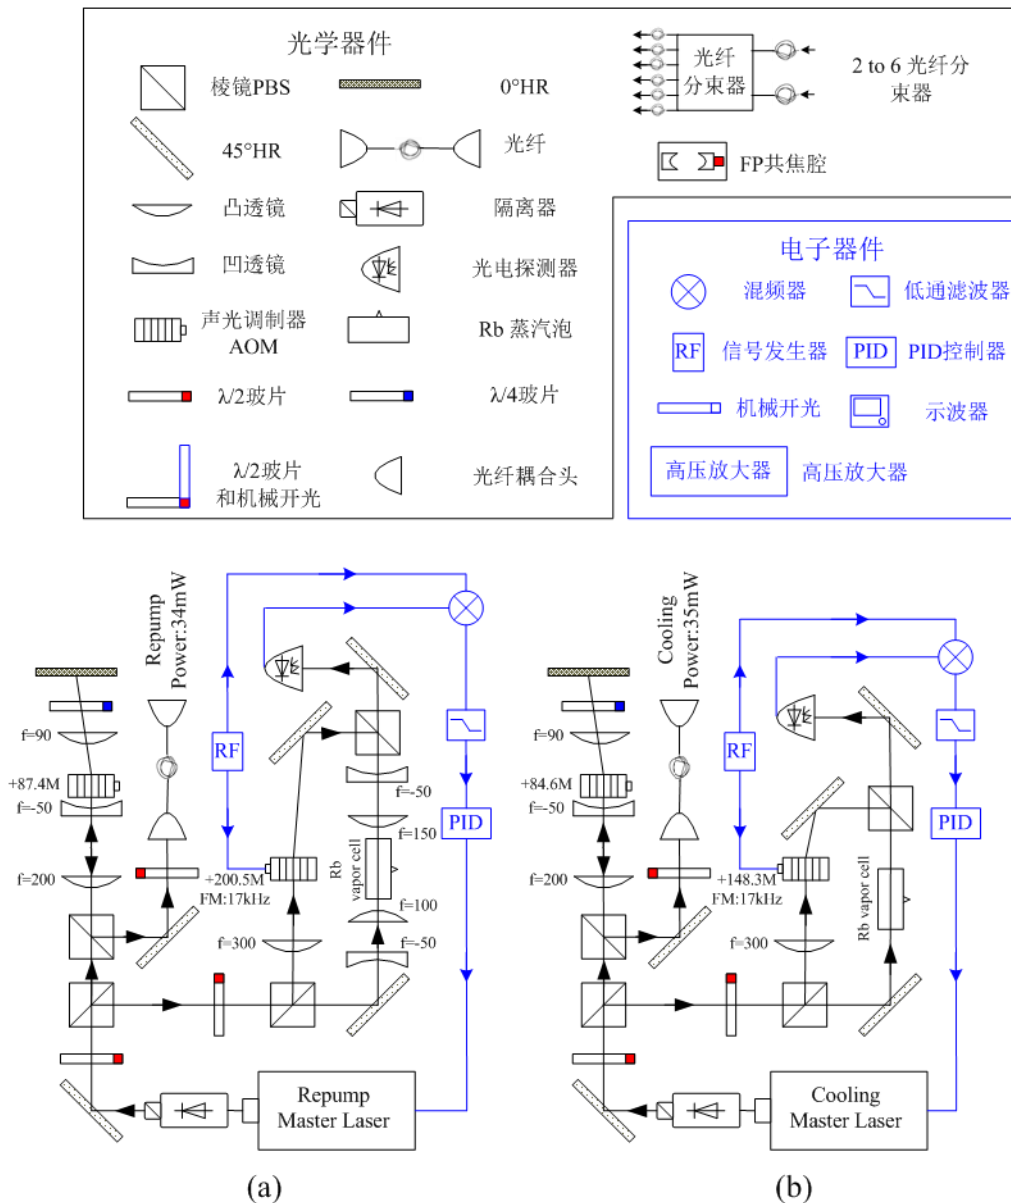 光学器件
棱镜PBS
0°HR
光纤
分束器
2 to 6 光纤分
束器
45°HR
光纤
FP共焦腔
凸透镜
隔离器
凹透镜
光电探测器
声光调制器
AOM
Rb 蒸汽泡
λ/2玻片
λ/4玻片
λ/2玻片
和机械开光
光纤耦合头
电子器件
混频器
低通滤波器
RF
信号发生器
PID
PID控制器
机械开光
示波器
高压放大器
高压放大器
Repump
Power:34mW
f=90
+87.4M
f=-50
f=200
RF
+200.5M
FM:17kHz
f=300
f=-50
f=150
Rb
vapor cell
f=100
f=-50
PID
Repump
Master Laser
(a)
Cooling
Power:35mW
f=90
+84.6M
f=-50
f=200
RF
+148.3M
FM:17kHz
f=300
Rb vapor cell
PID
Cooling
Master Laser
(b)